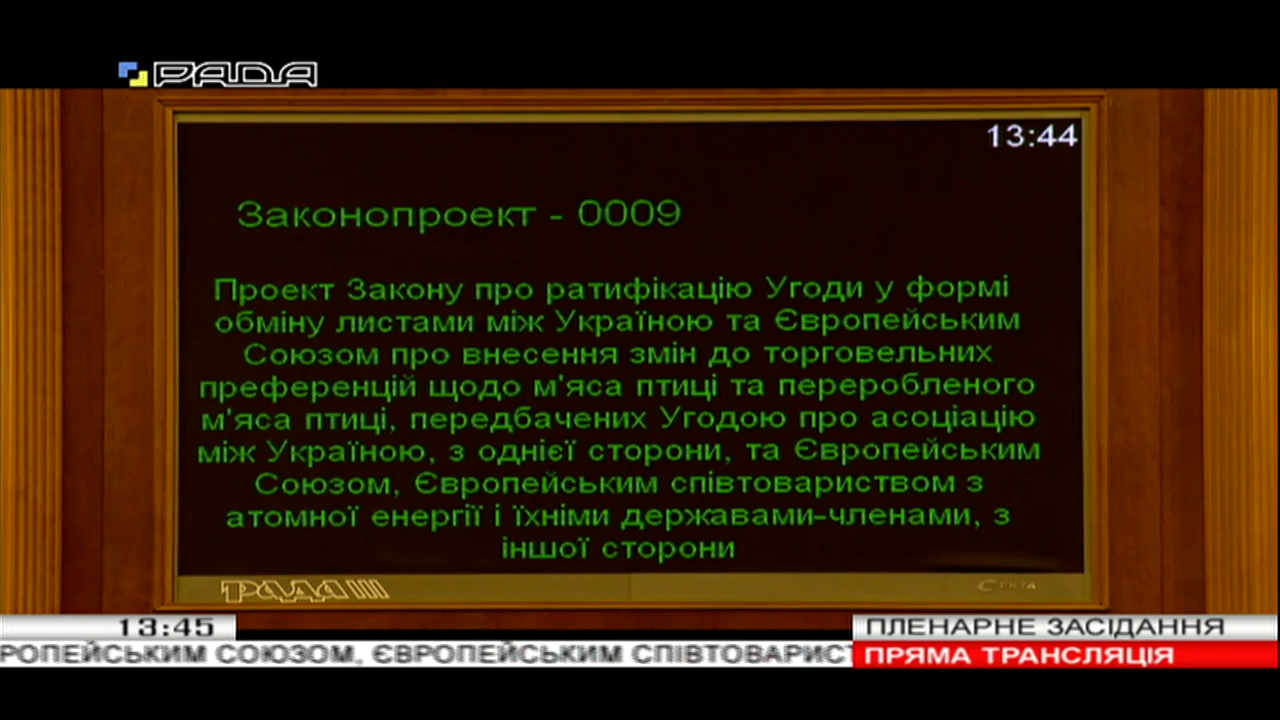 РАДА
13:44
Законопроект - 0009
Проект Закону про ратифікацію Угоди у формі
обміну листами між Україною та Європейським
Союзом про внесення змін до торговельних
преференцій щодо м'яса птиці та переробленого
м'яса птиці, передбачених Угодою про асоціацію
між Україною, з однієї сторони, та Європейським
Союзом, Європейським співтовариством з
атомної енергії і їхніми державами-членами, з
іншої сторони
РАДА III
13:45
ПЛЕНАРНЕ ЗАСІДАННЯ
РОПЕЙСЬКИМ СОЮЗОМ, ЄВРОПЕЙСЬКИМ СПІВТОВАРИСТ
ПРЯМА ТРАНСЛЯЦІЯ